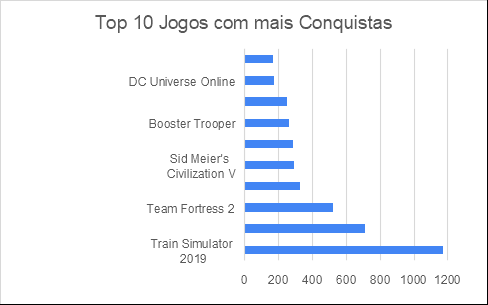 Top 10 Jogos com mais Conquistas
DC Universe Online
Booster Trooper
Sid Meier's
Civilization V
Team Fortress 2
Train Simulator
2019
0 200 400 600 800 1000 1200